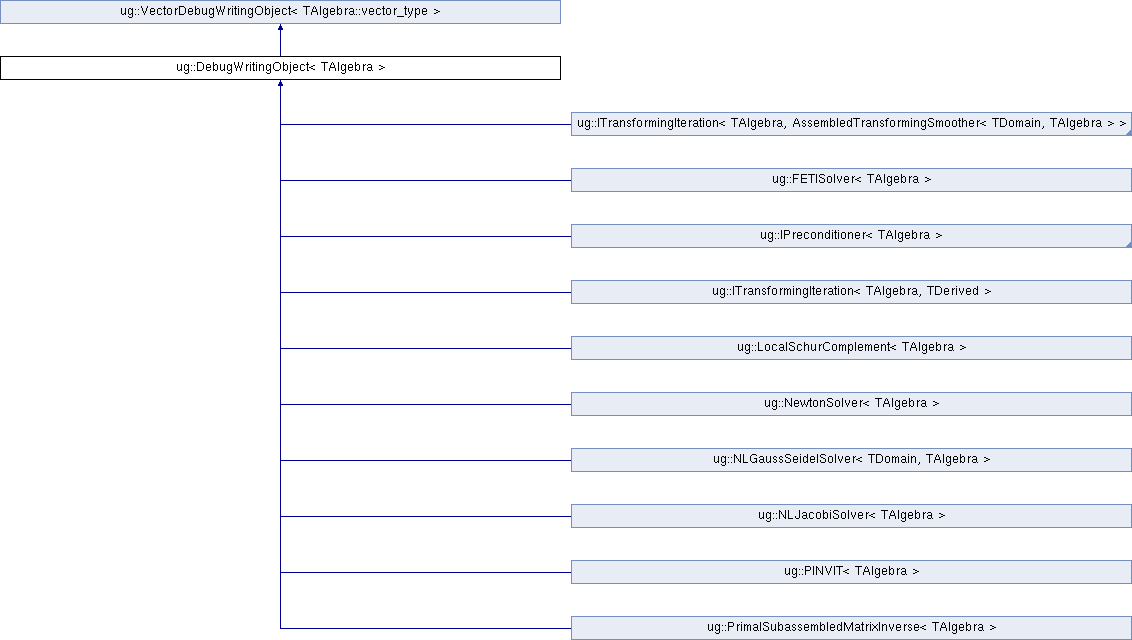 ug::VectorDebugWritingObject< TAlgebra::vector_type >
ug::DebugWritingObject< TAlgebra >
ug::ITransformingIteration< TAlgebra, AssembledTransformingSmoother< TDomain, TAlgebra > >
ug::FETISolver< TAlgebra >
ug::IPreconditioner< TAlgebra >
ug::ITransformingIteration< TAlgebra, TDerived >
ug::LocalSchurComplement< TAlgebra >
ug::NewtonSolver< TAlgebra >
ug::NLGaussSeidelSolver< TDomain, TAlgebra >
ug::NLJacobiSolver< TAlgebra >
ug::PINVIT< TAlgebra >
ug::PrimalSubassembledMatrixInverse< TAlgebra >